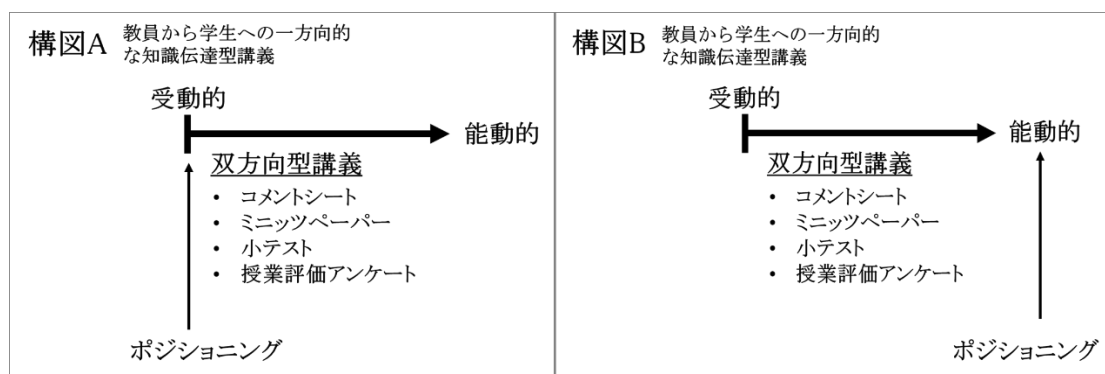 構図A
教員から学生への一方向的
な知識伝達型講義
受動的
能動的
双方向型講義
• コメントシート
• ミニッツペーパー
• 小テスト
• 授業評価アンケート
ポジショニング
構図B
教員から学生への一方向的
な知識伝達型講義
受動的
能動的
双方向型講義
• コメントシート
• ミニッツペーパー
• 小テスト
• 授業評価アンケート
ポジショニング